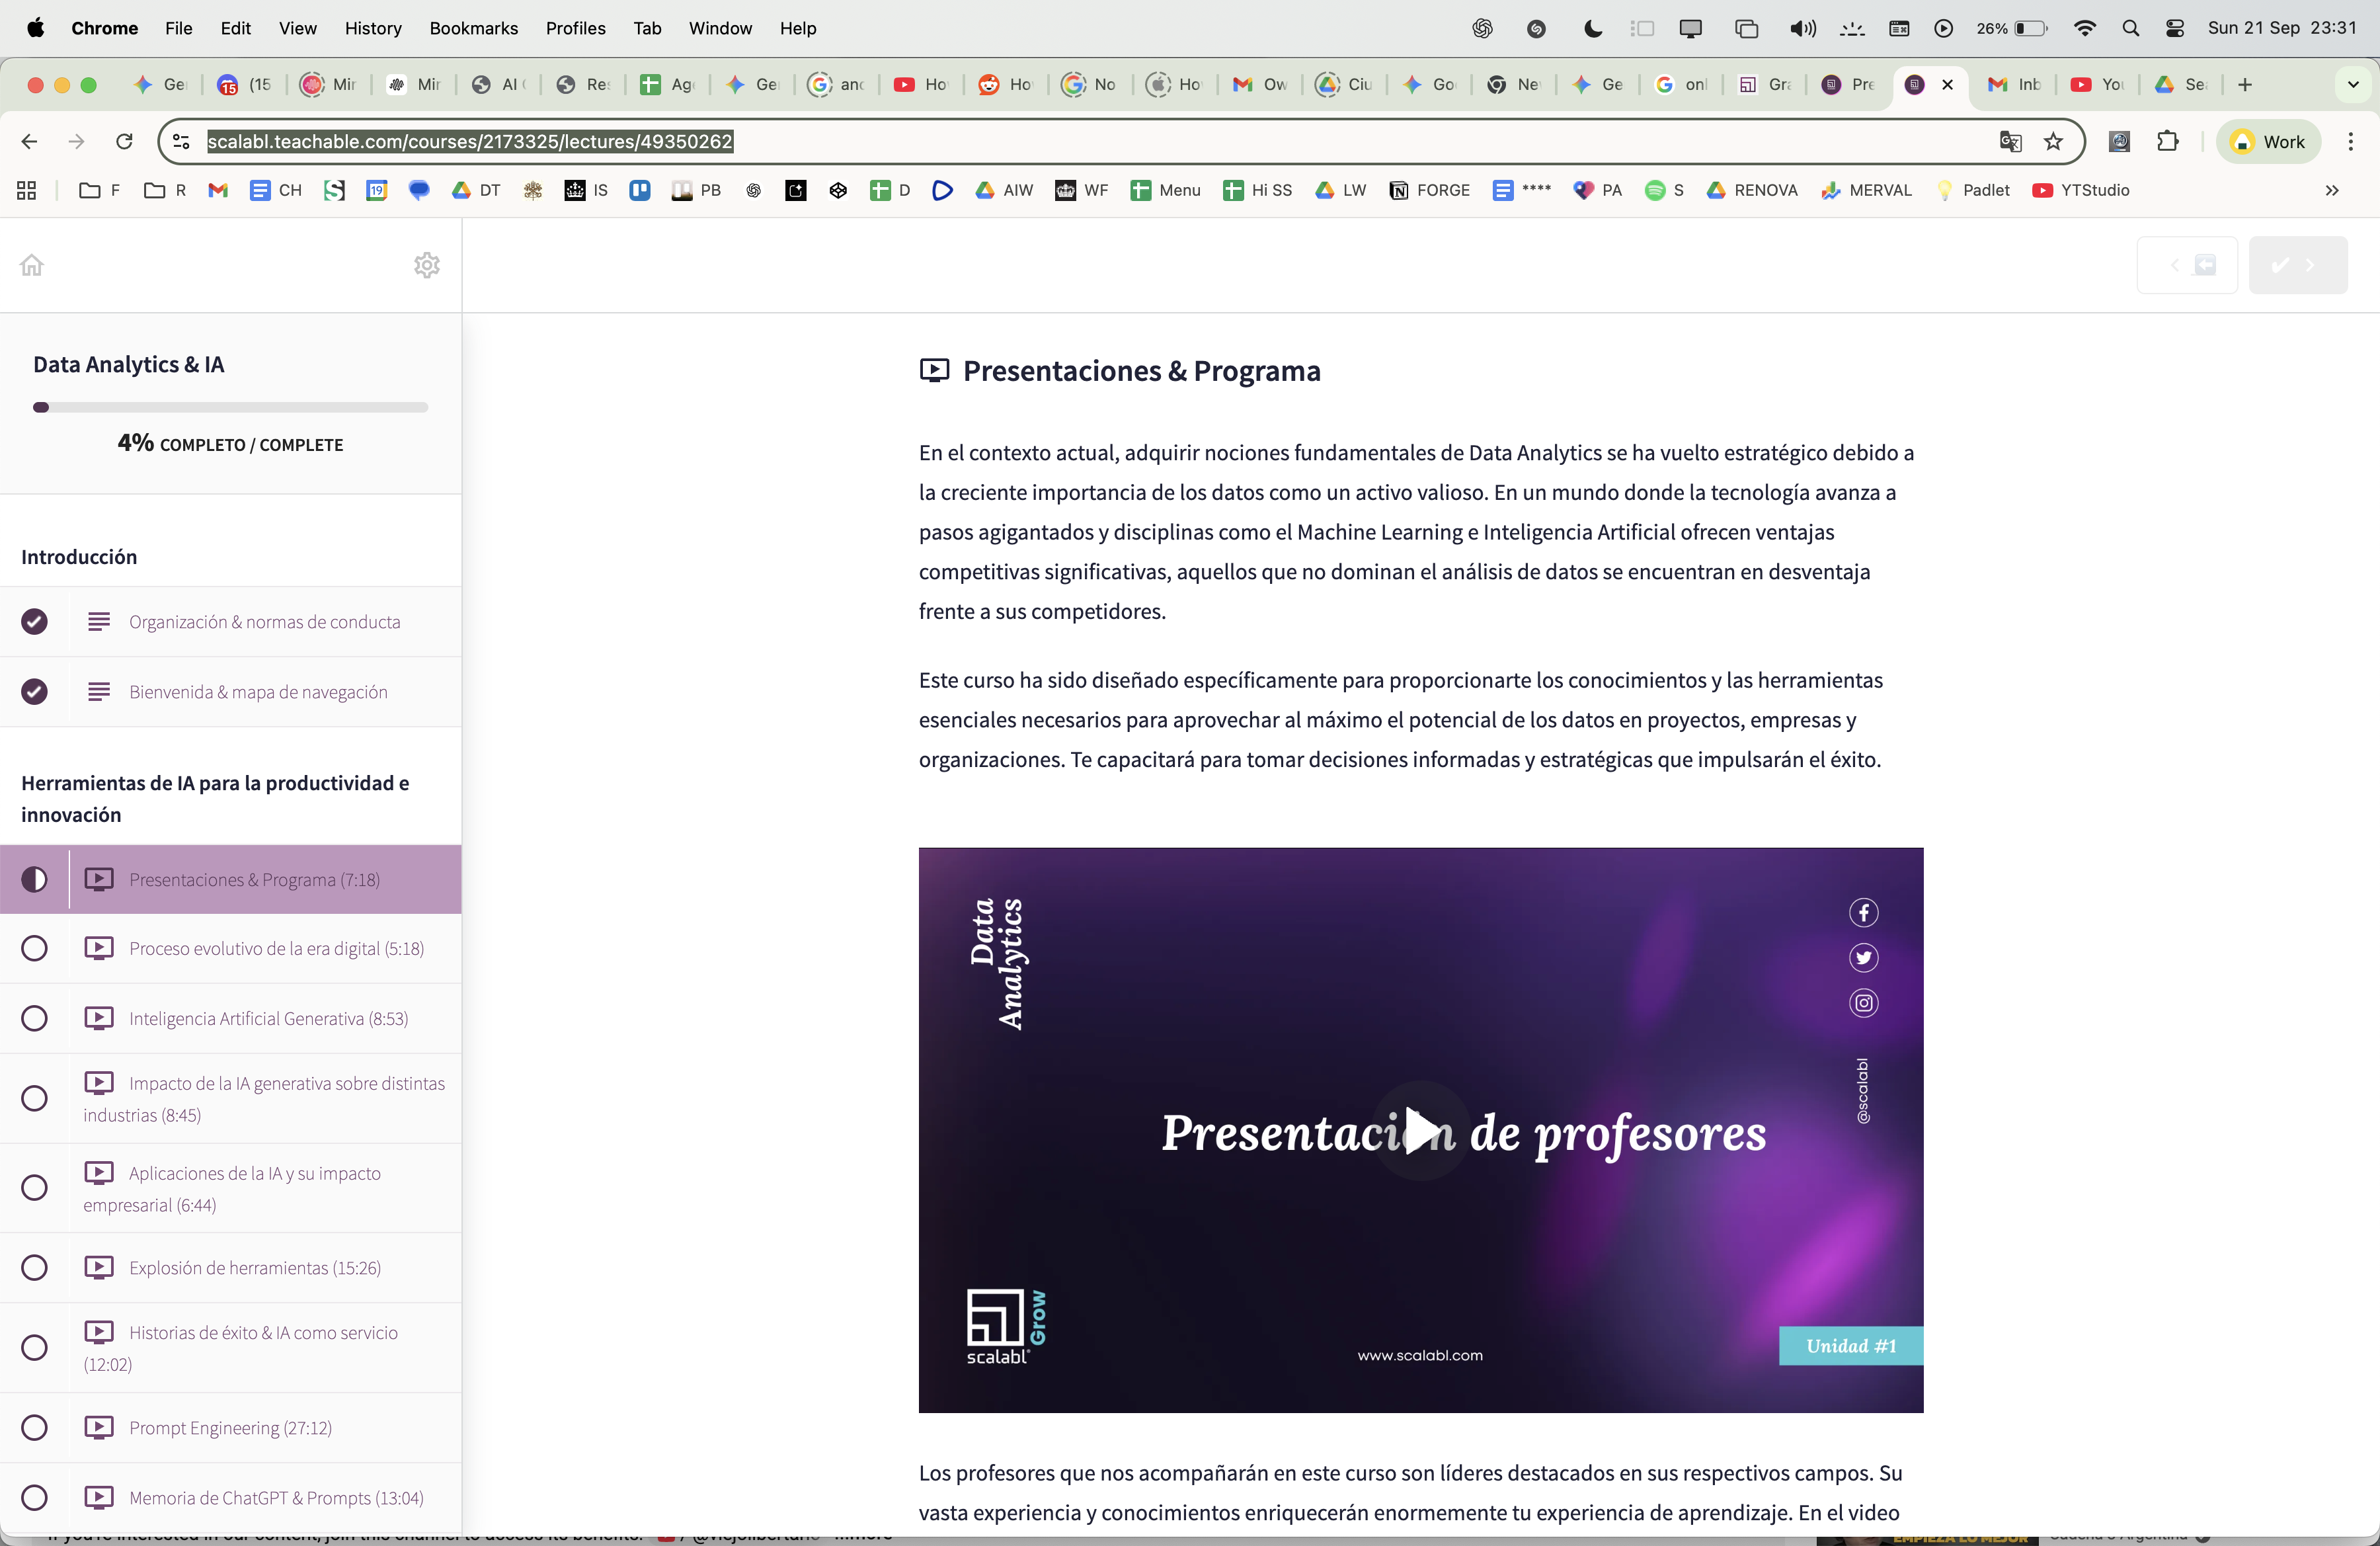 Chrome File Edit View History Bookmarks Profiles Tab Window Help 26% Sun 21 Sep 23:31
Ge 15 (15 Mir Mir AI Re Ag Ge and Ho Ho No Ho Ow Ciu Go Ne Ge onl Gra Pre Inb You Se
scalabl.teachable.com/courses/2173325/lectures/49350262 Work
F R CH 19 DT IS PB D AIW WF Menu Hi SS LW FORGE **** PA S RENOVA MERVAL Padlet YTStudio
Data Analytics & IA
4% COMPLETO / COMPLETE
Introducción
Organización & normas de conducta
Bienvenida & mapa de navegación
Herramientas de IA para la productividad e
innovación
Presentaciones & Programa (7:18)
Proceso evolutivo de la era digital (5:18)
Inteligencia Artificial Generativa (8:53)
Impacto de la IA generativa sobre distintas
industrias (8:45)
Aplicaciones de la IA y su impacto
empresarial (6:44)
Explosión de herramientas (15:26)
Historias de éxito & IA como servicio
(12:02)
Prompt Engineering (27:12)
Memoria de ChatGPT & Prompts (13:04)
Presentaciones & Programa
En el contexto actual, adquirir nociones fundamentales de Data Analytics se ha vuelto estratégico debido a
la creciente importancia de los datos como un activo valioso. En un mundo donde la tecnología avanza a
pasos agigantados y disciplinas como el Machine Learning e Inteligencia Artificial ofrecen ventajas
competitivas significativas, aquellos que no dominan el análisis de datos se encuentran en desventaja
frente a sus competidores.
Este curso ha sido diseñado específicamente para proporcionarte los conocimientos y las herramientas
esenciales necesarios para aprovechar al máximo el potencial de los datos en proyectos, empresas y
organizaciones. Te capacitará para tomar decisiones informadas y estratégicas que impulsarán el éxito.
Data
Analytics
@scalabl
Presentación de profesores
scalabl
Grow
www.scalabl.com
Unidad #1
Los profesores que nos acompañarán en este curso son líderes destacados en sus respectivos campos. Su
vasta experiencia y conocimientos enriquecerán enormemente tu experiencia de aprendizaje. En el video